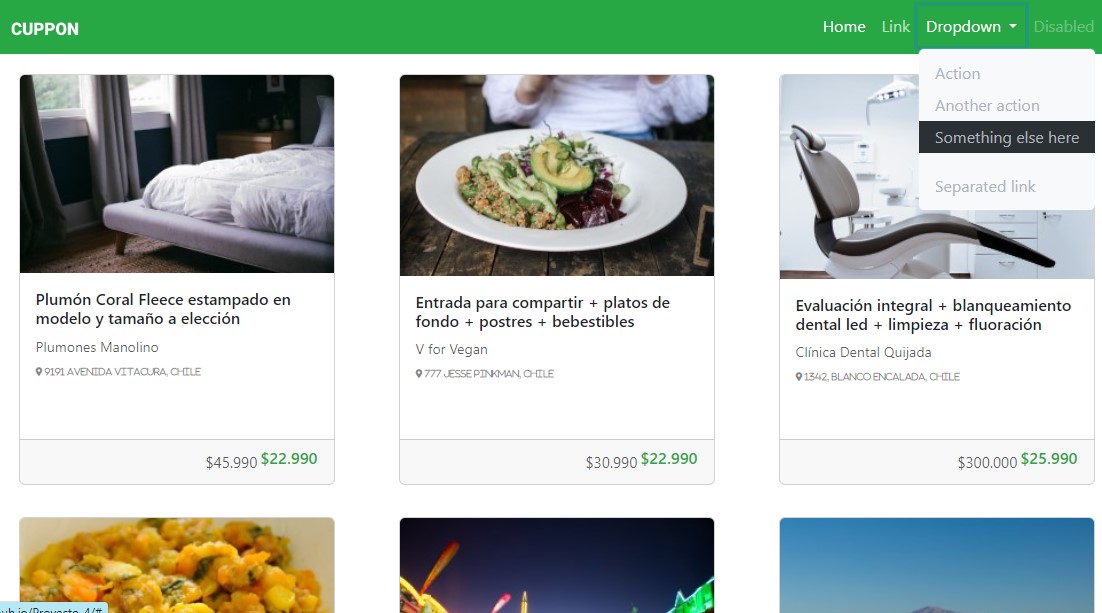 CUPPON
Home Link Dropdown Disabled
Action
Another action
Something else here
Separated link
Plumón Coral Fleece estampado en
modelo y tamaño a elección
Plumones Manolino
9191 AVENIDA VITACURA, CHILE
$45.990 $22.990
Entrada para compartir + platos de
fondo + postres + bebestibles
V for Vegan
777 JESSE PINKMAN, CHILE
$30.990 $22.990
Evaluación integral + blanqueamiento
dental led + limpieza + fluoración
Clínica Dental Quijada
1342, BLANCO ENCALADA, CHILE
$300.000 $25.990
ub.io/Proyecto-4/#